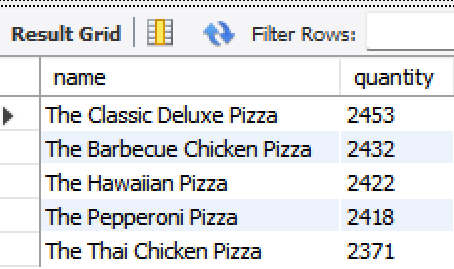 Result Grid Filter Rows:
name quantity
The Classic Deluxe Pizza 2453
The Barbecue Chicken Pizza 2432
The Hawaiian Pizza 2422
The Pepperoni Pizza 2418
The Thai Chicken Pizza 2371